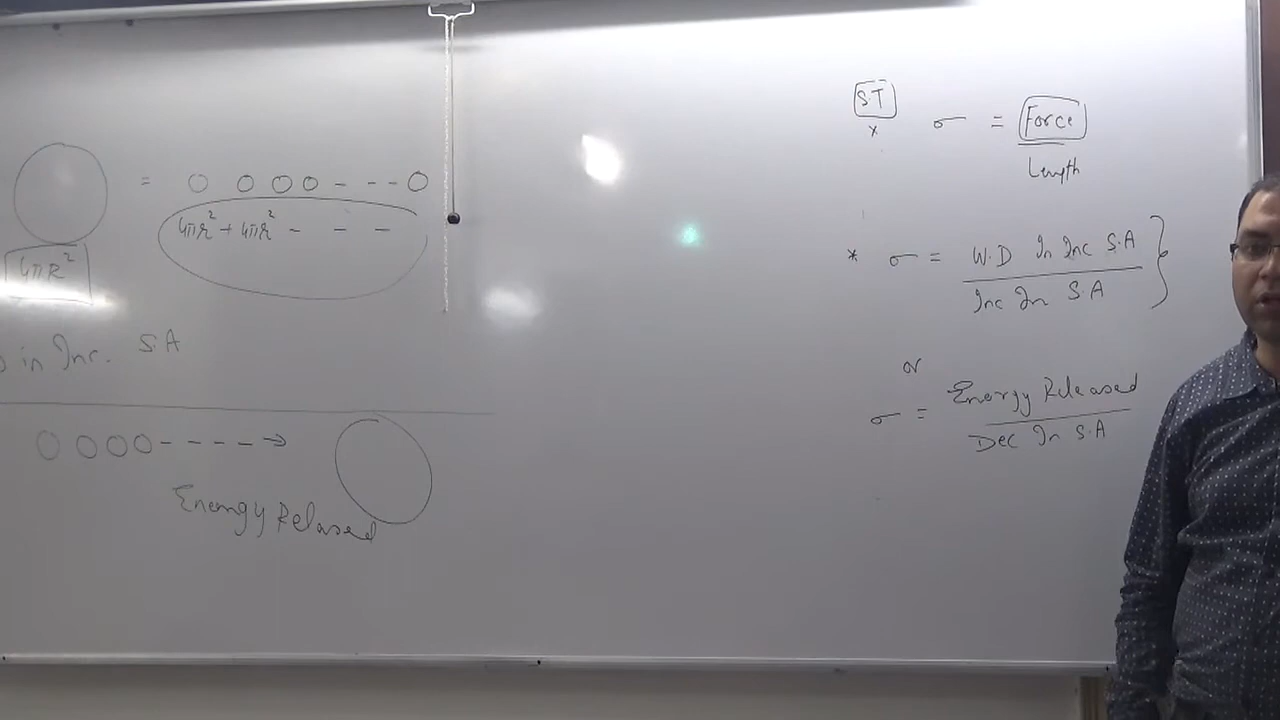 = O O O O - - - O
4πr² + 4πr² - - -
4πR²
in Inc. S.A
O O O O - - - - →
Energy Released
S.T
x
σ = Force
Length
* σ = W.D In Inc S.A
Inc In S.A
or
σ = Energy Released
Dec In S.A